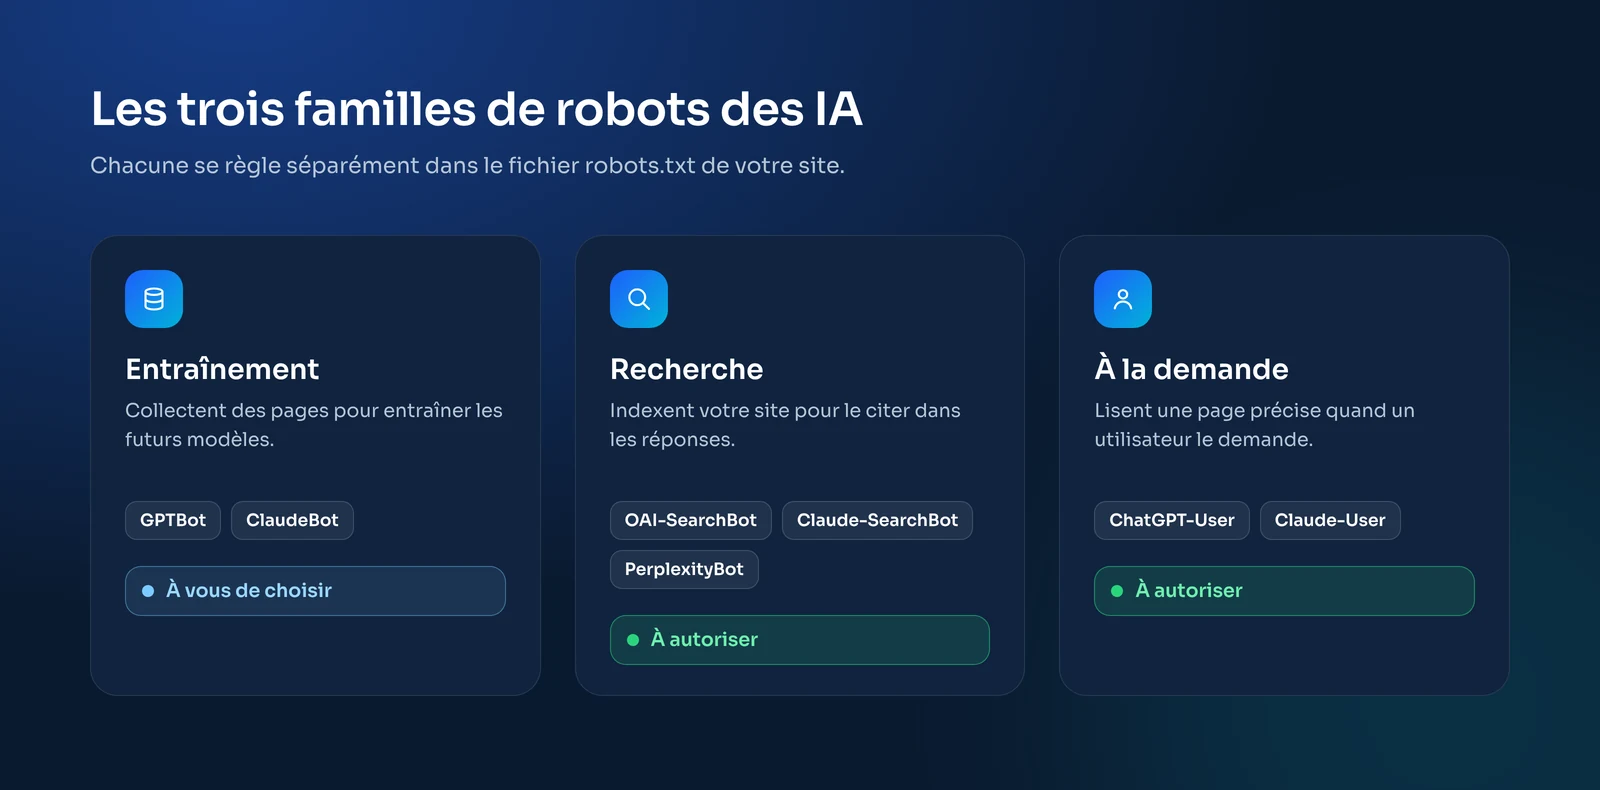 Les trois familles de robots des IA
Chacune se règle séparément dans le fichier robots.txt de votre site.
Entraînement
Collectent des pages pour entraîner les
futurs modèles.
GPTBot
ClaudeBot
À vous de choisir
Recherche
Indexent votre site pour le citer dans
les réponses.
OAI-SearchBot
Claude-SearchBot
PerplexityBot
À autoriser
À la demande
Lisent une page précise quand un
utilisateur le demande.
ChatGPT-User
Claude-User
À autoriser